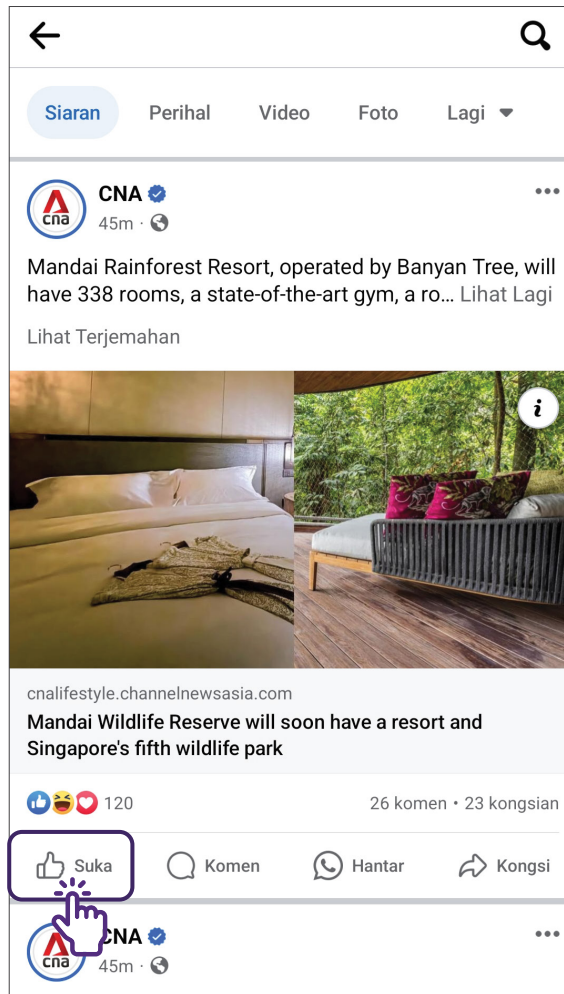 Siaran Perihal Video Foto Lagi
cna
CNA
45m ·
Mandai Rainforest Resort, operated by Banyan Tree, will
have 338 rooms, a state-of-the-art gym, a ro... Lihat Lagi
Lihat Terjemahan
i
cnalifestyle.channelnewsasia.com
Mandai Wildlife Reserve will soon have a resort and
Singapore's fifth wildlife park
120 26 komen • 23 kongsian
Suka Komen Hantar Kongsi
cna
CNA
45m ·